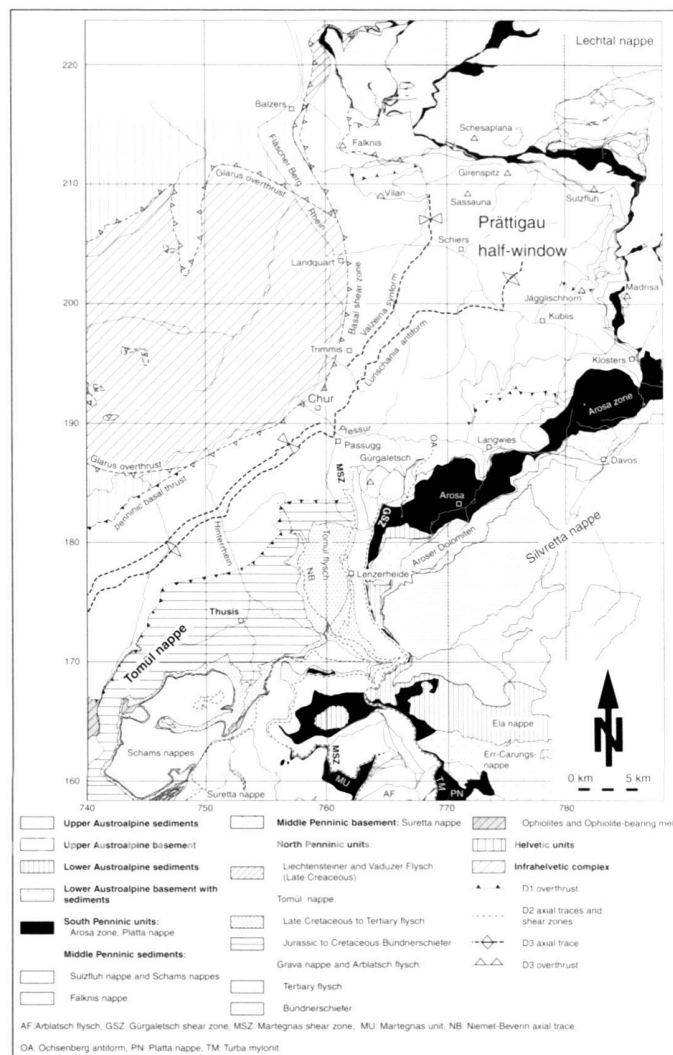 220
210
200
190
180
170
160
740
750
760
770
780
Lechtal nappe
Balzers
Fläscher Berg
Falknis
Schesaplana
Girenspitz
Glarus overthrust
Rhein
Vilan
Sassauna
Sulzfluh
Prättigau
half-window
Schiers
Landquart
Basal shear zone
Valzeina synform
Lunschania antiform
Jägglischhorn
Madrisa
Küblis
Trimmis
Klosters
Chur
Arosa zone
Plessur
Passugg
MSZ
OA
Gürgaletsch
Langwies
Davos
Glarus overthrust
penninic basal thrust
GSZ
Arosa
Hinterrhein
Tomül flysch
NB
Aroser Dolomiten
Silvretta nappe
Lenzerheide
Thusis
Tomül nappe
Ela nappe
Err-Carungs-
nappe
Schams nappes
MSZ
MU
Suretta nappe
AF
TM
PN
N
0 km 5 km
Upper Austroalpine sediments
Upper Austroalpine basement
Lower Austroalpine sediments
Lower Austroalpine basement with
sediments
South Penninic units:
Arosa zone, Platta nappe
Middle Penninic sediments:
Sulzfluh nappe and Schams nappes
Falknis nappe
Middle Penninic basement: Suretta nappe
North Penninic units:
Liechtensteiner and Vaduzer Flysch
(Late Creaceous)
Tomül nappe:
Late Cretaceous to Tertiary flysch
Jurassic to Cretaceous Bündnerschiefer
Grava nappe and Arblatsch flysch:
Tertiary flysch
Bündnerschiefer
Ophiolites and Ophiolite-bearing mel
Helvetic units
Infrahelvetic complex
D1 overthrust
D2 axial traces and
shear zones
D3 axial trace
D3 overthrust
AF: Arblatsch flysch, GSZ: Gürgaletsch shear zone, MSZ: Martegnas shear zone, MU: Martegnas unit, NB: Niemet-Beverin axial trace,
OA: Ochsenberg antiform, PN: Platta nappe, TM: Turba mylonit